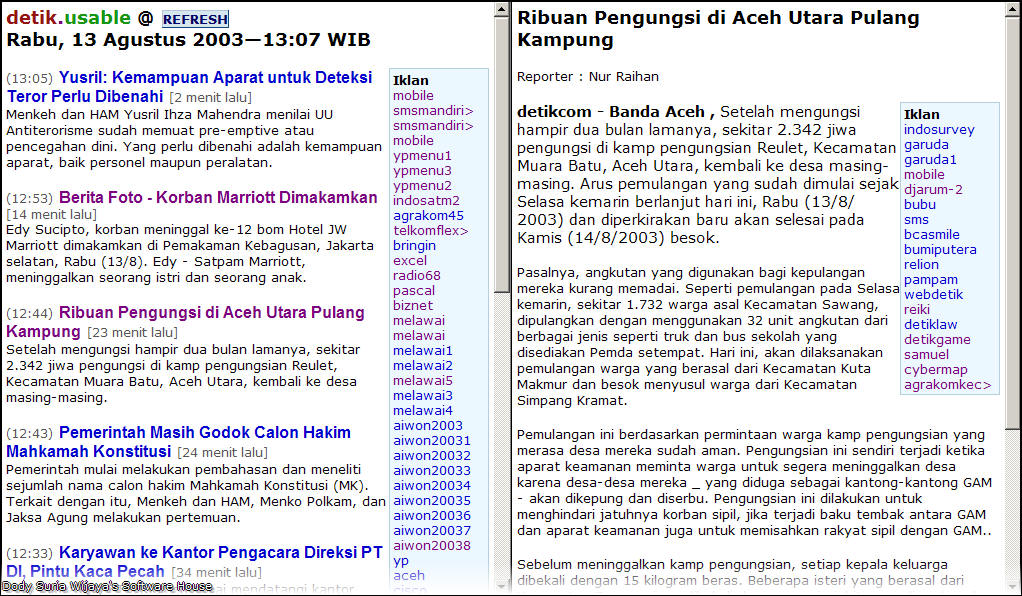 detik.usable @ REFRESH
Rabu, 13 Agustus 2003—13:07 WIB
(13:05) Yusril: Kemampuan Aparat untuk Deteksi
Teror Perlu Dibenahi [2 menit lalu]
Menkeh dan HAM Yusril Ihza Mahendra menilai UU
Antiterorisme sudah memuat pre-emptive atau
pencegahan dini. Yang perlu dibenahi adalah kemampuan
aparat, baik personel maupun peralatan.
(12:53) Berita Foto - Korban Marriott Dimakamkan
[14 menit lalu]
Edy Sucipto, korban meninggal ke-12 bom Hotel JW
Marriott dimakamkan di Pemakaman Kebagusan, Jakarta
selatan, Rabu (13/8). Edy - Satpam Marriott,
meninggalkan seorang istri dan seorang anak.
(12:44) Ribuan Pengungsi di Aceh Utara Pulang
Kampung [23 menit lalu]
Setelah mengungsi hampir dua bulan lamanya, sekitar
2.342 jiwa pengungsi di kamp pengungsian Reulet,
Kecamatan Muara Batu, Aceh Utara, kembali ke desa
masing-masing.
(12:43) Pemerintah Masih Godok Calon Hakim
Mahkamah Konstitusi [24 menit lalu]
Pemerintah mulai melakukan pembahasan dan meneliti
sejumlah nama calon hakim Mahkamah Konstitusi (MK).
Terkait dengan itu, Menkeh dan HAM, Menko Polkam, dan
Jaksa Agung melakukan pertemuan.
(12:33) Karyawan ke Kantor Pengacara Direksi PT
DI, Pintu Kaca Pecah [34 menit lalu]
mendatangi kantor
Dody Suria Wijaya's Software House
Iklan
mobile
smsmandiri>
smsmandiri>
mobile
ypmenu1
ypmenu3
ypmenu2
indosatm2
agrakom45
telkomflex>
bringin
excel
radio68
pascal
biznet
melawai
melawai
melawai1
melawai2
melawai5
melawai3
melawai4
aiwon2003
aiwon20031
aiwon20032
aiwon20033
aiwon20034
aiwon20035
aiwon20036
aiwon20037
aiwon20038
yp
aceh
cisco
Ribuan Pengungsi di Aceh Utara Pulang
Kampung
Reporter : Nur Raihan
detikcom - Banda Aceh , Setelah mengungsi
hampir dua bulan lamanya, sekitar 2.342 jiwa
pengungsi di kamp pengungsian Reulet, Kecamatan
Muara Batu, Aceh Utara, kembali ke desa masing-
masing. Arus pemulangan yang sudah dimulai sejak
Selasa kemarin berlanjut hari ini, Rabu (13/8/
2003) dan diperkirakan baru akan selesai pada
Kamis (14/8/2003) besok.
Iklan
indosurvey
garuda
garuda1
mobile
djarum-2
bubu
sms
bcasmile
bumiputera
relion
pampam
webdetik
reiki
detiklaw
detikgame
samuel
cybermap
agrakomkec>
Pasalnya, angkutan yang digunakan bagi kepulangan
mereka kurang memadai. Seperti pemulangan pada Selasa
kemarin, sekitar 1.732 warga asal Kecamatan Sawang,
dipulangkan dengan menggunakan 32 unit angkutan dari
berbagai jenis seperti truk dan bus sekolah yang
disediakan Pemda setempat. Hari ini, akan dilaksanakan
pemulangan warga yang berasal dari Kecamatan Kuta
Makmur dan besok menyusul warga dari Kecamatan
Simpang Kramat.
Pemulangan ini berdasarkan permintaan warga kamp pengungsian yang
merasa desa mereka sudah aman. Pengungsian ini sendiri terjadi ketika
aparat keamanan meminta warga untuk segera meninggalkan desa
karena desa-desa mereka _ yang diduga sebagai kantong-kantong GAM
- akan dikepung dan diserbu. Pengungsian ini dilakukan untuk
menghindari jatuhnya korban sipil, jika terjadi baku tembak antara GAM
dan aparat keamanan juga untuk memisahkan rakyat sipil dengan GAM..
Sebelum meninggalkan kamp pengungsian, setiap kepala keluarga
dibekali dengan 15 kilogram beras. Beberapa isteri yang berasal dari